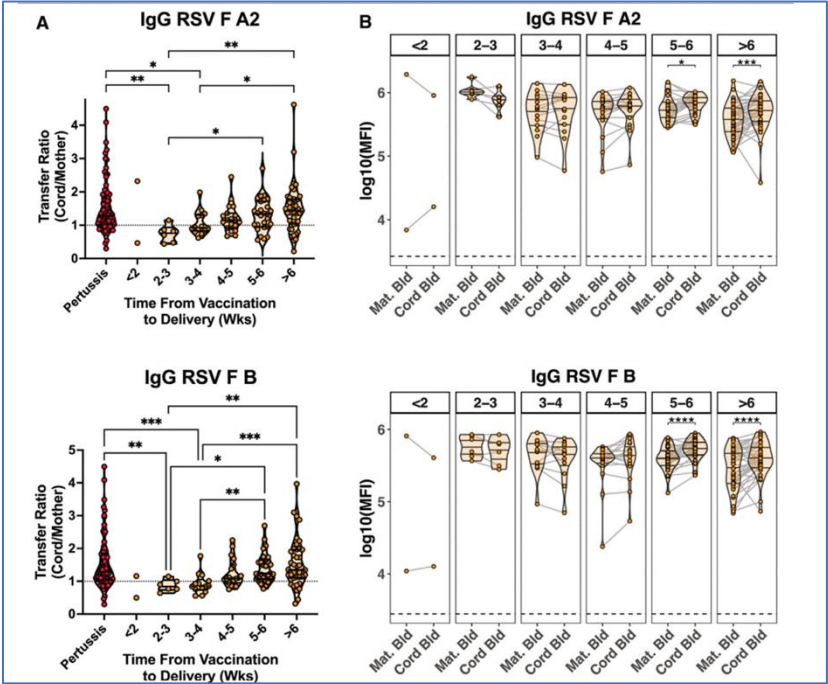 A
IgG RSV F A2
**
*
**
*
*
Transfer Ratio
(Cord/Mother)
4
3
2
1
0
Pertussis
<2
2-3
3-4
4-5
5-6
>6
Time From Vaccination
to Delivery (Wks)
B
IgG RSV F A2
<2
2–3
3–4
4–5
5–6
>6
*
***
log10(MFI)
6
5
4
Mat. Bld
Cord Bld
Mat. Bld
Cord Bld
Mat. Bld
Cord Bld
Mat. Bld
Cord Bld
Mat. Bld
Cord Bld
Mat. Bld
Cord Bld
IgG RSV F B
**
***
***
**
*
**
Transfer Ratio
(Cord/Mother)
5
4
3
2
1
0
Pertussis
<2
2-3
3-4
4-5
5-6
>6
Time From Vaccination
to Delivery (Wks)
IgG RSV F B
<2
2–3
3–4
4–5
5–6
>6
****
****
log10(MFI)
6
5
4
Mat. Bld
Cord Bld
Mat. Bld
Cord Bld
Mat. Bld
Cord Bld
Mat. Bld
Cord Bld
Mat. Bld
Cord Bld
Mat. Bld
Cord Bld